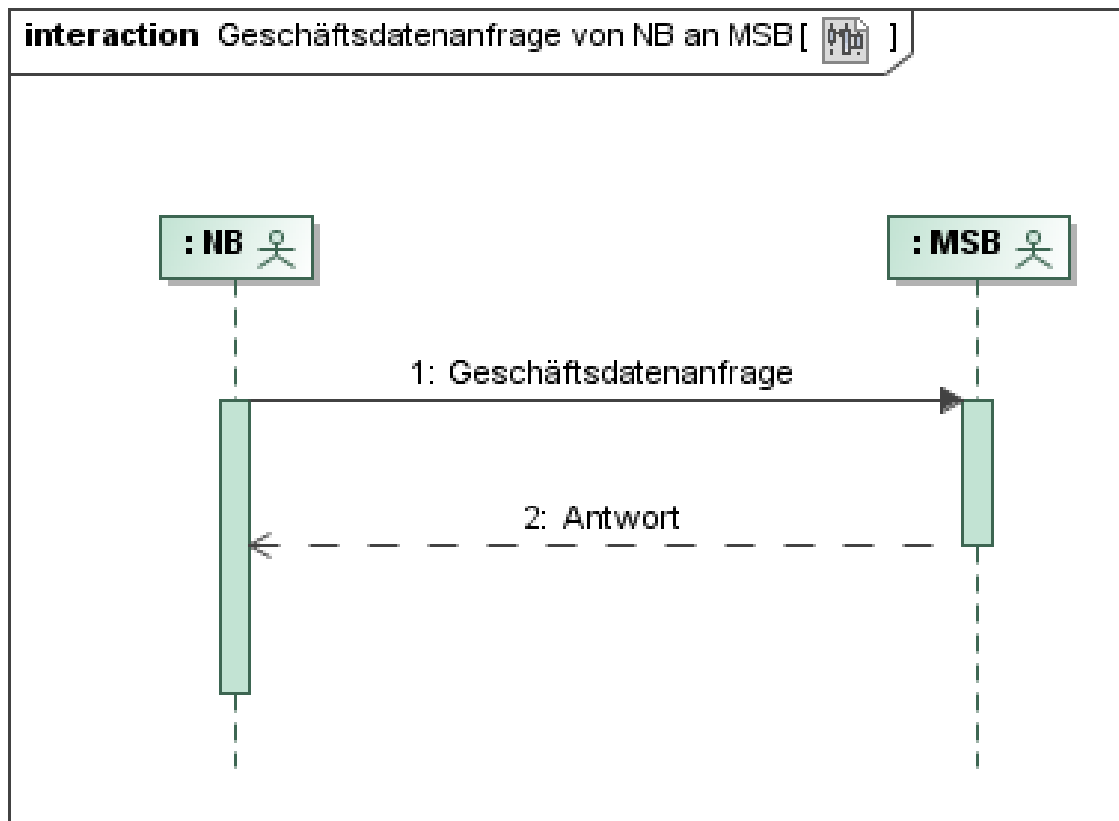 interaction Geschäftsdatenanfrage von NB an MSB [ ]
: NB
: MSB
1: Geschäftsdatenanfrage
2: Antwort